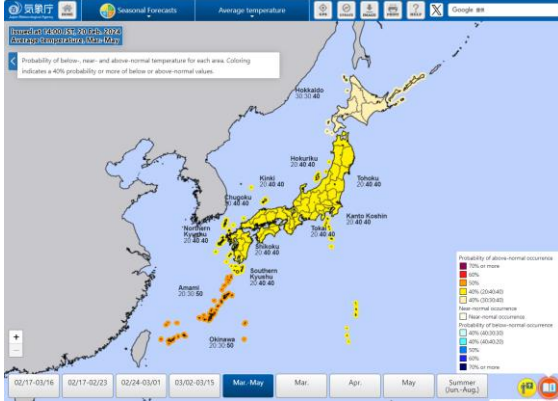 気象庁
Japan Meteorological Agency
HOME
Seasonal Forecasts
Average temperature
Google
Issued at 14:00 JST, 20 Feb. 2024
Average temperature, Mar.-May
Probability of below-, near- and above-normal temperature for each area. Coloring
indicates a 40% probability or more of below or above-normal values.
Hokkaido
30:30:40
Hokuriku
20:40:40
Tohoku
20:40:40
Kinki
20:40:40
Chugoku
20:40:40
Kanto Koshin
20:40:40
Tokai
20:40:40
Northern
Kyushu
20:40:40
Shikoku
20:40:40
Southern
Kyushu
20:40:40
Amami
20:30:50
Okinawa
20:30:50
Probability of above-normal occurrence
70% or more
60%
50%
40% (20:40:40)
40% (30:30:40)
Near-normal occurrence
Near-normal occurrence
Probability of below-normal occurrence
40% (40:30:30)
40% (40:40:20)
50%
60%
70% or more
+
−
02/17-03/16
02/17-02/23
02/24-03/01
03/02-03/15
Mar.-May
Mar.
Apr.
May
Summer
(Jun.-Aug.)